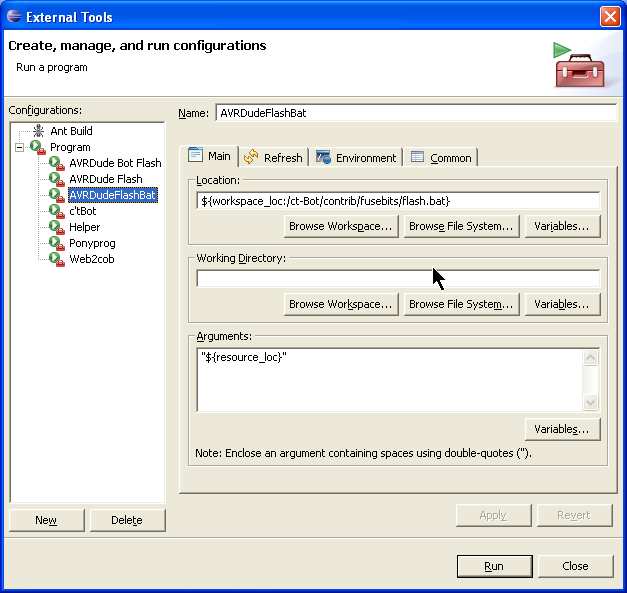 External Tools
Create, manage, and run configurations
Run a program
Configurations:
Ant Build
Program
AVRDude Bot Flash
AVRDude Flash
AVRDudeFlashBat
c'tBot
Helper
Ponyprog
Web2cob
New
Delete
Name: AVRDudeFlashBat
Main Refresh Environment Common
Location:
${workspace_loc:/ct-Bot/contrib/fusebits/flash.bat}
Browse Workspace... Browse File System... Variables...
Working Directory:
Browse Workspace... Browse File System... Variables...
Arguments:
"${resource_loc}"
Variables...
Note: Enclose an argument containing spaces using double-quotes (").
Apply Revert
Run Close